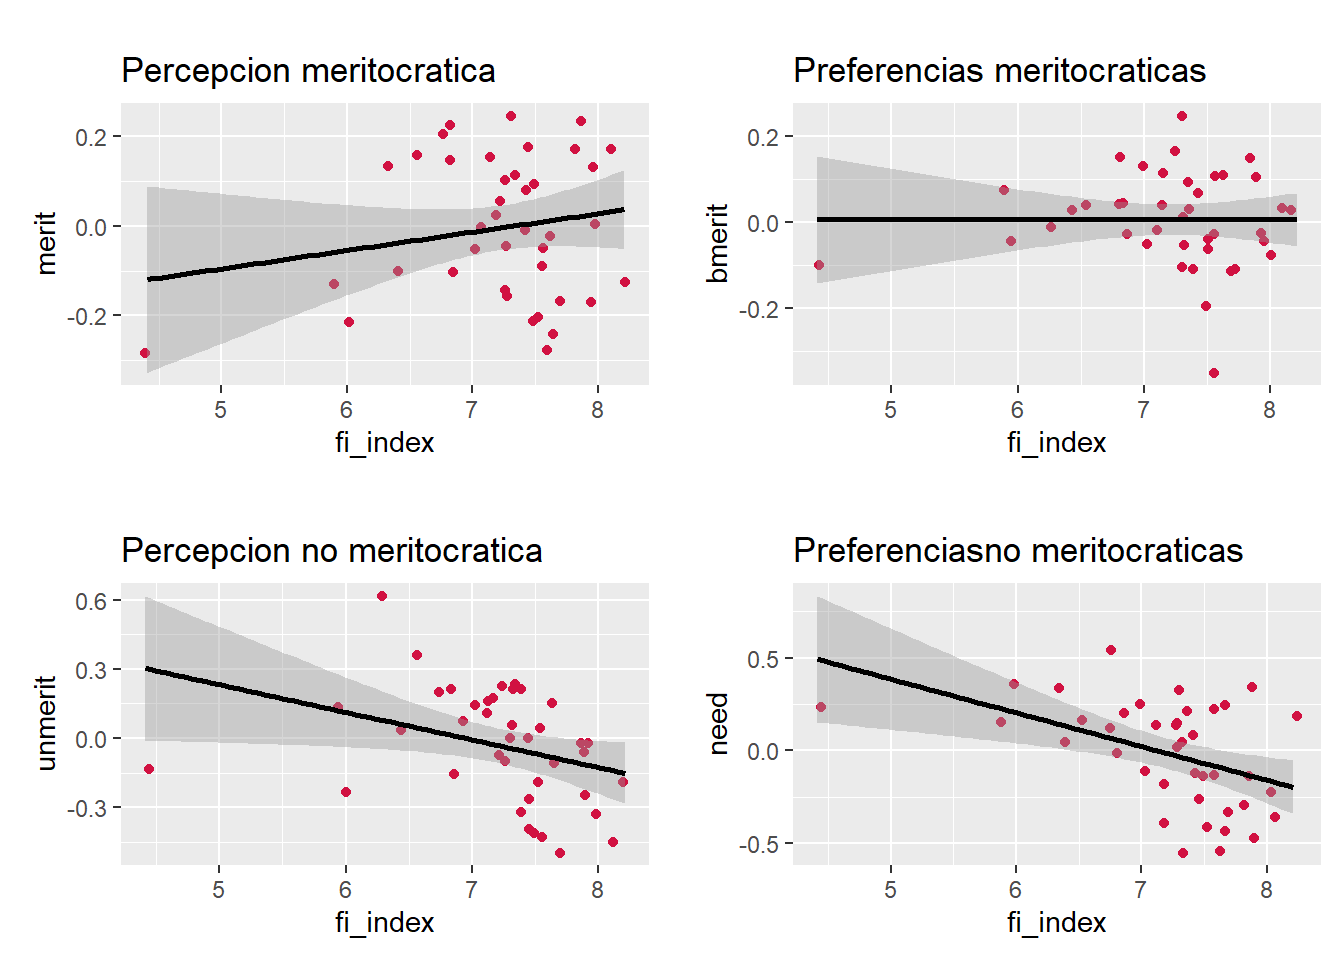 Percepcion meritocratica
merit
0.2
0.0
-0.2
5 6 7 8
fi_index
Preferencias meritocraticas
bmerit
0.2
0.0
-0.2
5 6 7 8
fi_index
Percepcion no meritocratica
unmerit
0.6
0.3
0.0
-0.3
5 6 7 8
fi_index
Preferenciasno meritocraticas
need
0.5
0.0
-0.5
5 6 7 8
fi_index